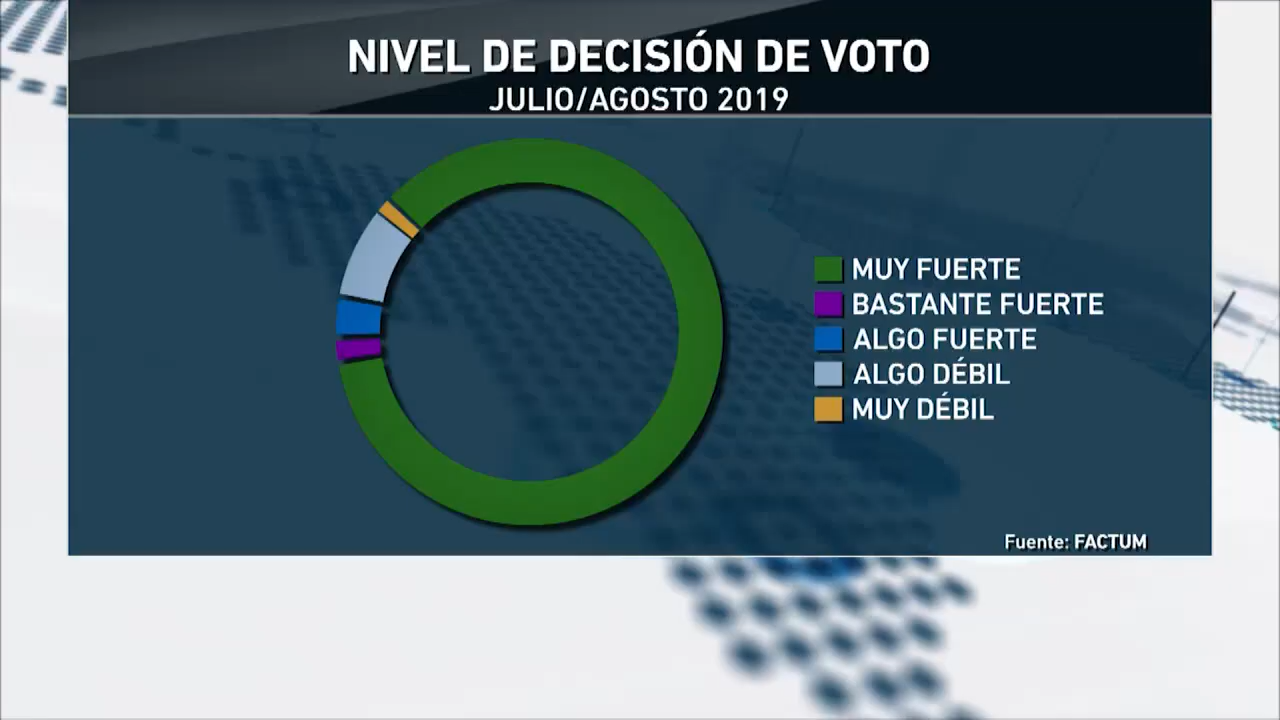 NIVEL DE DECISIÓN DE VOTO
JULIO/AGOSTO 2019
MUY FUERTE
BASTANTE FUERTE
ALGO FUERTE
ALGO DÉBIL
MUY DÉBIL
Fuente: FACTUM